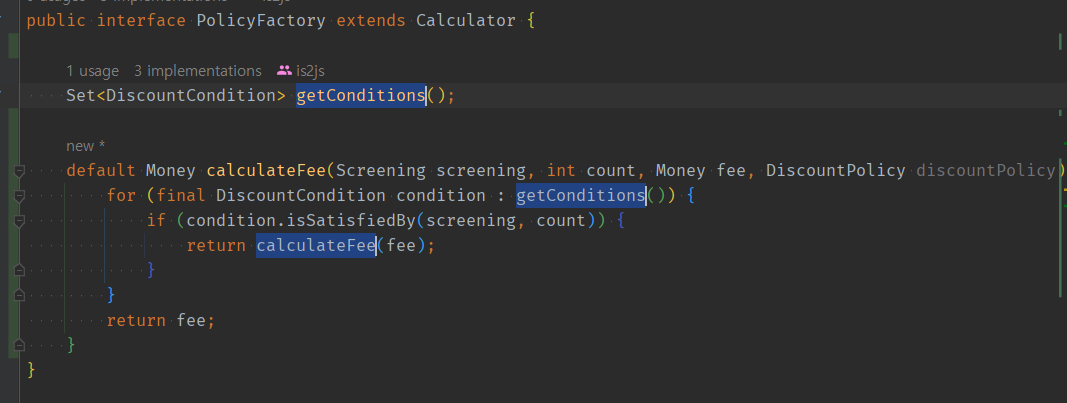 public interface PolicyFactory extends Calculator {
1 usage 3 implementations is2js
Set<DiscountCondition> getConditions();
new *
default Money calculateFee(Screening screening, int count, Money fee, DiscountPolicy discountPolicy)
for (final DiscountCondition condition : getConditions()) {
if (condition.isSatisfiedBy(screening, count)) {
return calculateFee(fee);
}
}
return fee;
}
}